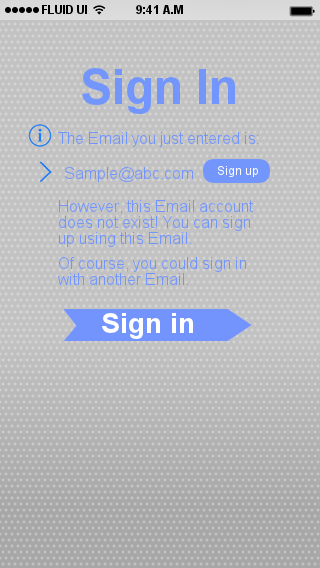 FLUID UI 9:41 A.M
Sign In
The Email you just entered is:
Sample@abc.com Sign up
However, this Email account
does not exist! You can sign
up using this Email.
Of course, you could sign in
with another Email.
Sign in